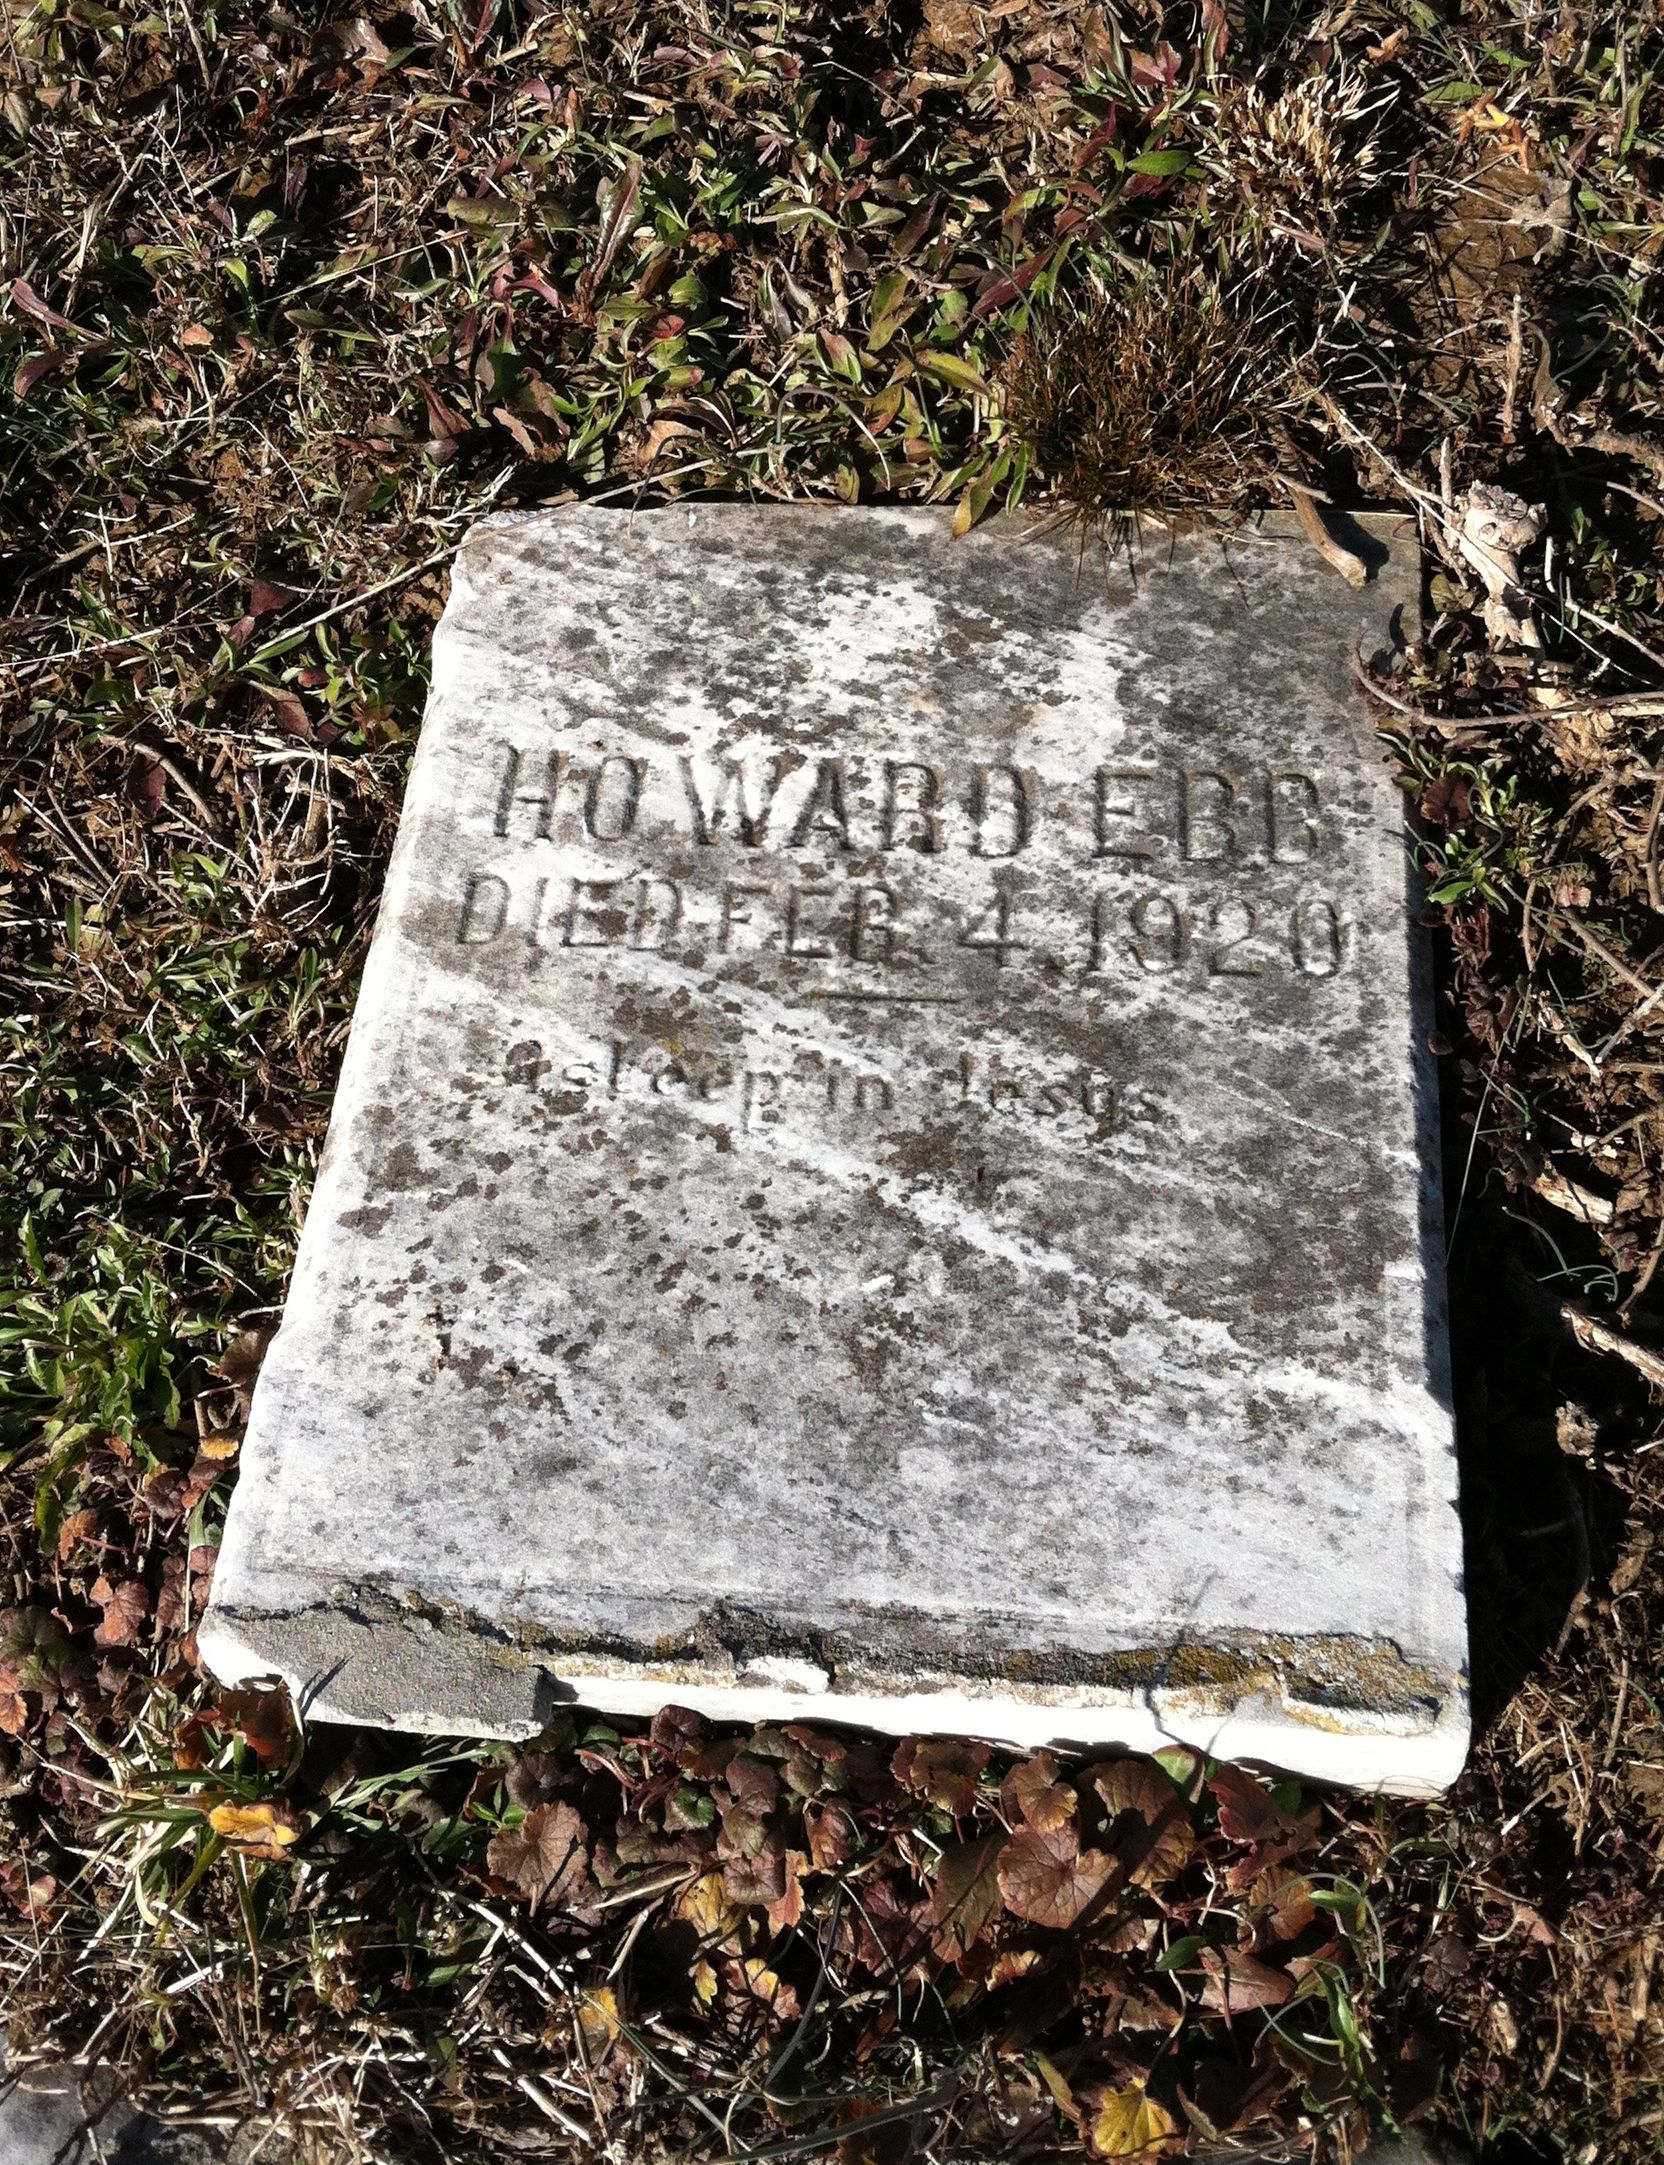 HOWARD EBB
DIED FEB. 4. 1920
Asleep in Jesus